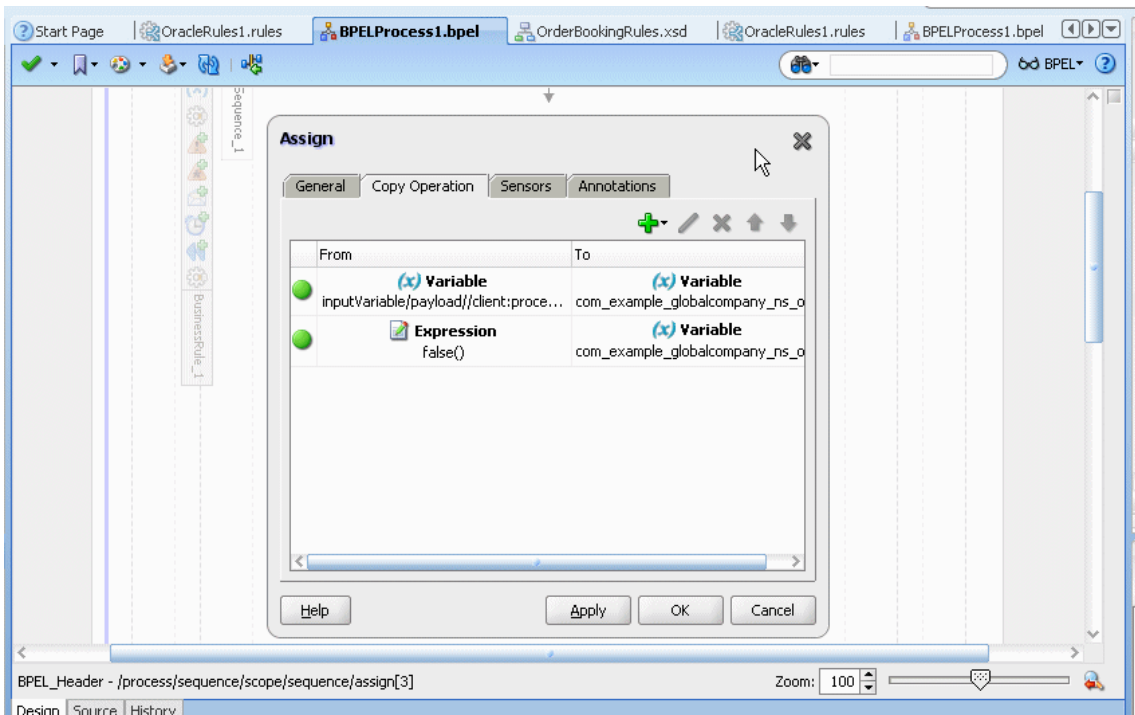 Start Page OracleRules1.rules BPELProcess1.bpel OrderBookingRules.xsd OracleRules1.rules BPELProcess1.bpel
BPEL
Sequence_1
Assign
General Copy Operation Sensors Annotations
From To
(x) Variable (x) Variable
inputVariable/payload//client:proce... com_example_globalcompany_ns_o
Expression (x) Variable
false() com_example_globalcompany_ns_o
BusinessRule_1
Help Apply OK Cancel
BPEL_Header - /process/sequence/scope/sequence/assign[3] Zoom: 100
Design Source History